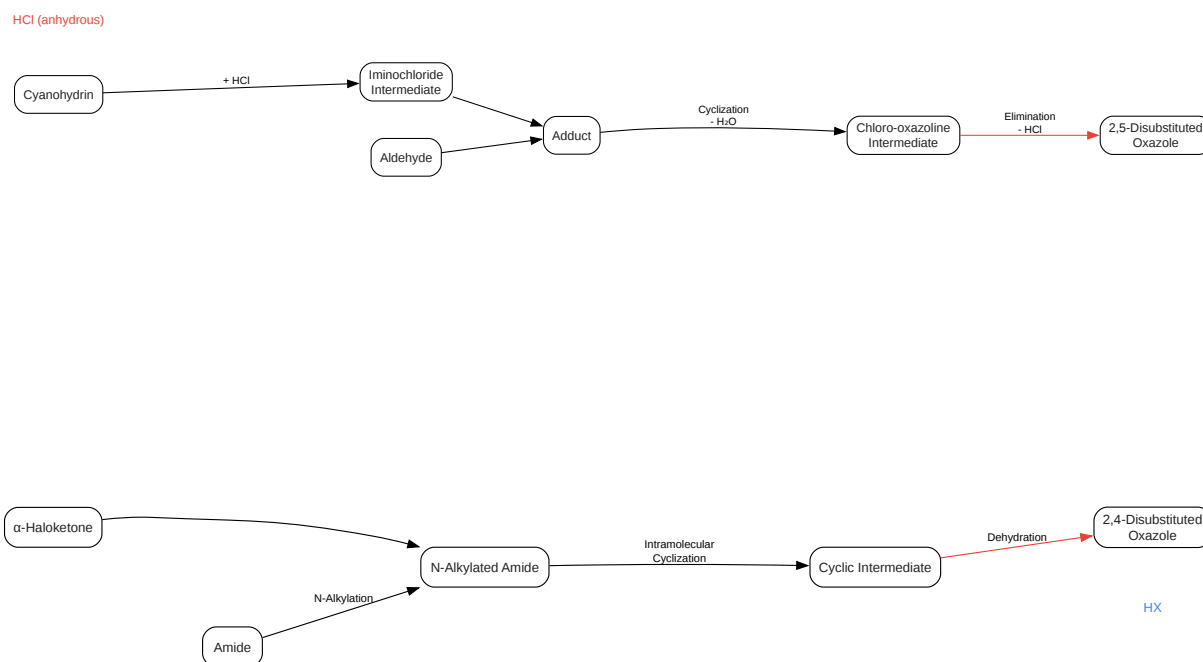 HCl (anhydrous)
Cyanohydrin
+ HCl
Iminochloride
Intermediate
Aldehyde
Adduct
Cyclization
- H₂O
Chloro-oxazoline
Intermediate
Elimination
- HCl
2,5-Disubstituted
Oxazole
α-Haloketone
Amide
N-Alkylation
N-Alkylated Amide
Intramolecular
Cyclization
Cyclic Intermediate
Dehydration
2,4-Disubstituted
Oxazole
HX